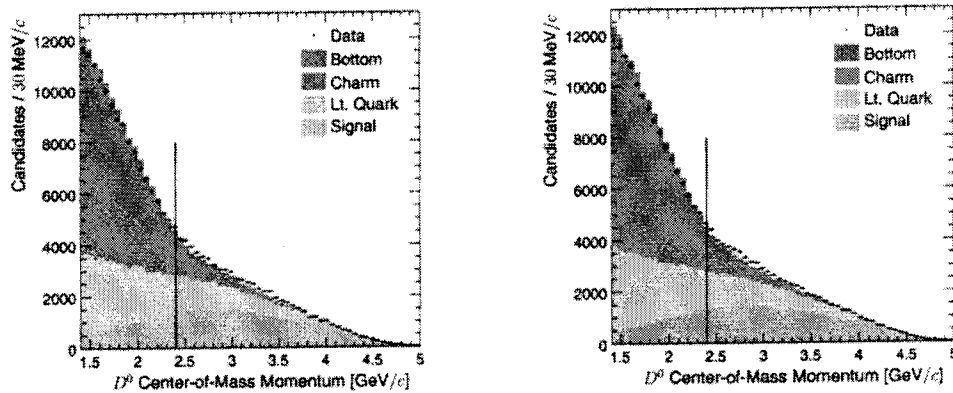 Candidates / 30 MeV/c
12000
10000
8000
6000
4000
2000
0
Data
Bottom
Charm
Lt. Quark
Signal
1.5 2 2.5 3 3.5 4 4.5 5
D⁰ Center-of-Mass Momentum [GeV/c]
Candidates / 30 MeV/c
12000
10000
8000
6000
4000
2000
0
Data
Bottom
Charm
Lt. Quark
Signal
1.5 2 2.5 3 3.5 4 4.5 5
D⁰ Center-of-Mass Momentum [GeV/c]